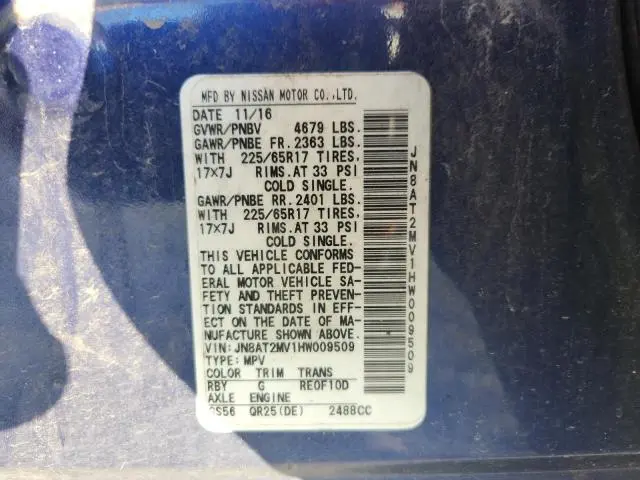 MFD BY NISSAN MOTOR CO.,LTD.
DATE 11/16
GVWR/PNBV 4679 LBS.
GAWR/PNBE FR. 2363 LBS.
WITH 225/65R17 TIRES,
17×7J RIMS.AT 33 PSI
COLD SINGLE.
GAWR/PNBE RR. 2401 LBS.
WITH 225/65R17 TIRES,
17×7J RIMS.AT 33 PSI
COLD SINGLE.
THIS VEHICLE CONFORMS
TO ALL APPLICABLE FED-
ERAL MOTOR VEHICLE SA-
FETY AND THEFT PREVEN-
TION STANDARDS IN EFF-
ECT ON THE DATE OF MA-
NUFACTURE SHOWN ABOVE.
VIN: JN8AT2MV1HW009509
TYPE: MPV
COLOR TRIM TRANS
RBY G RE0F10D
AXLE ENGINE
QR25(DE) 2488CC
JN8AT2MV1HW009509